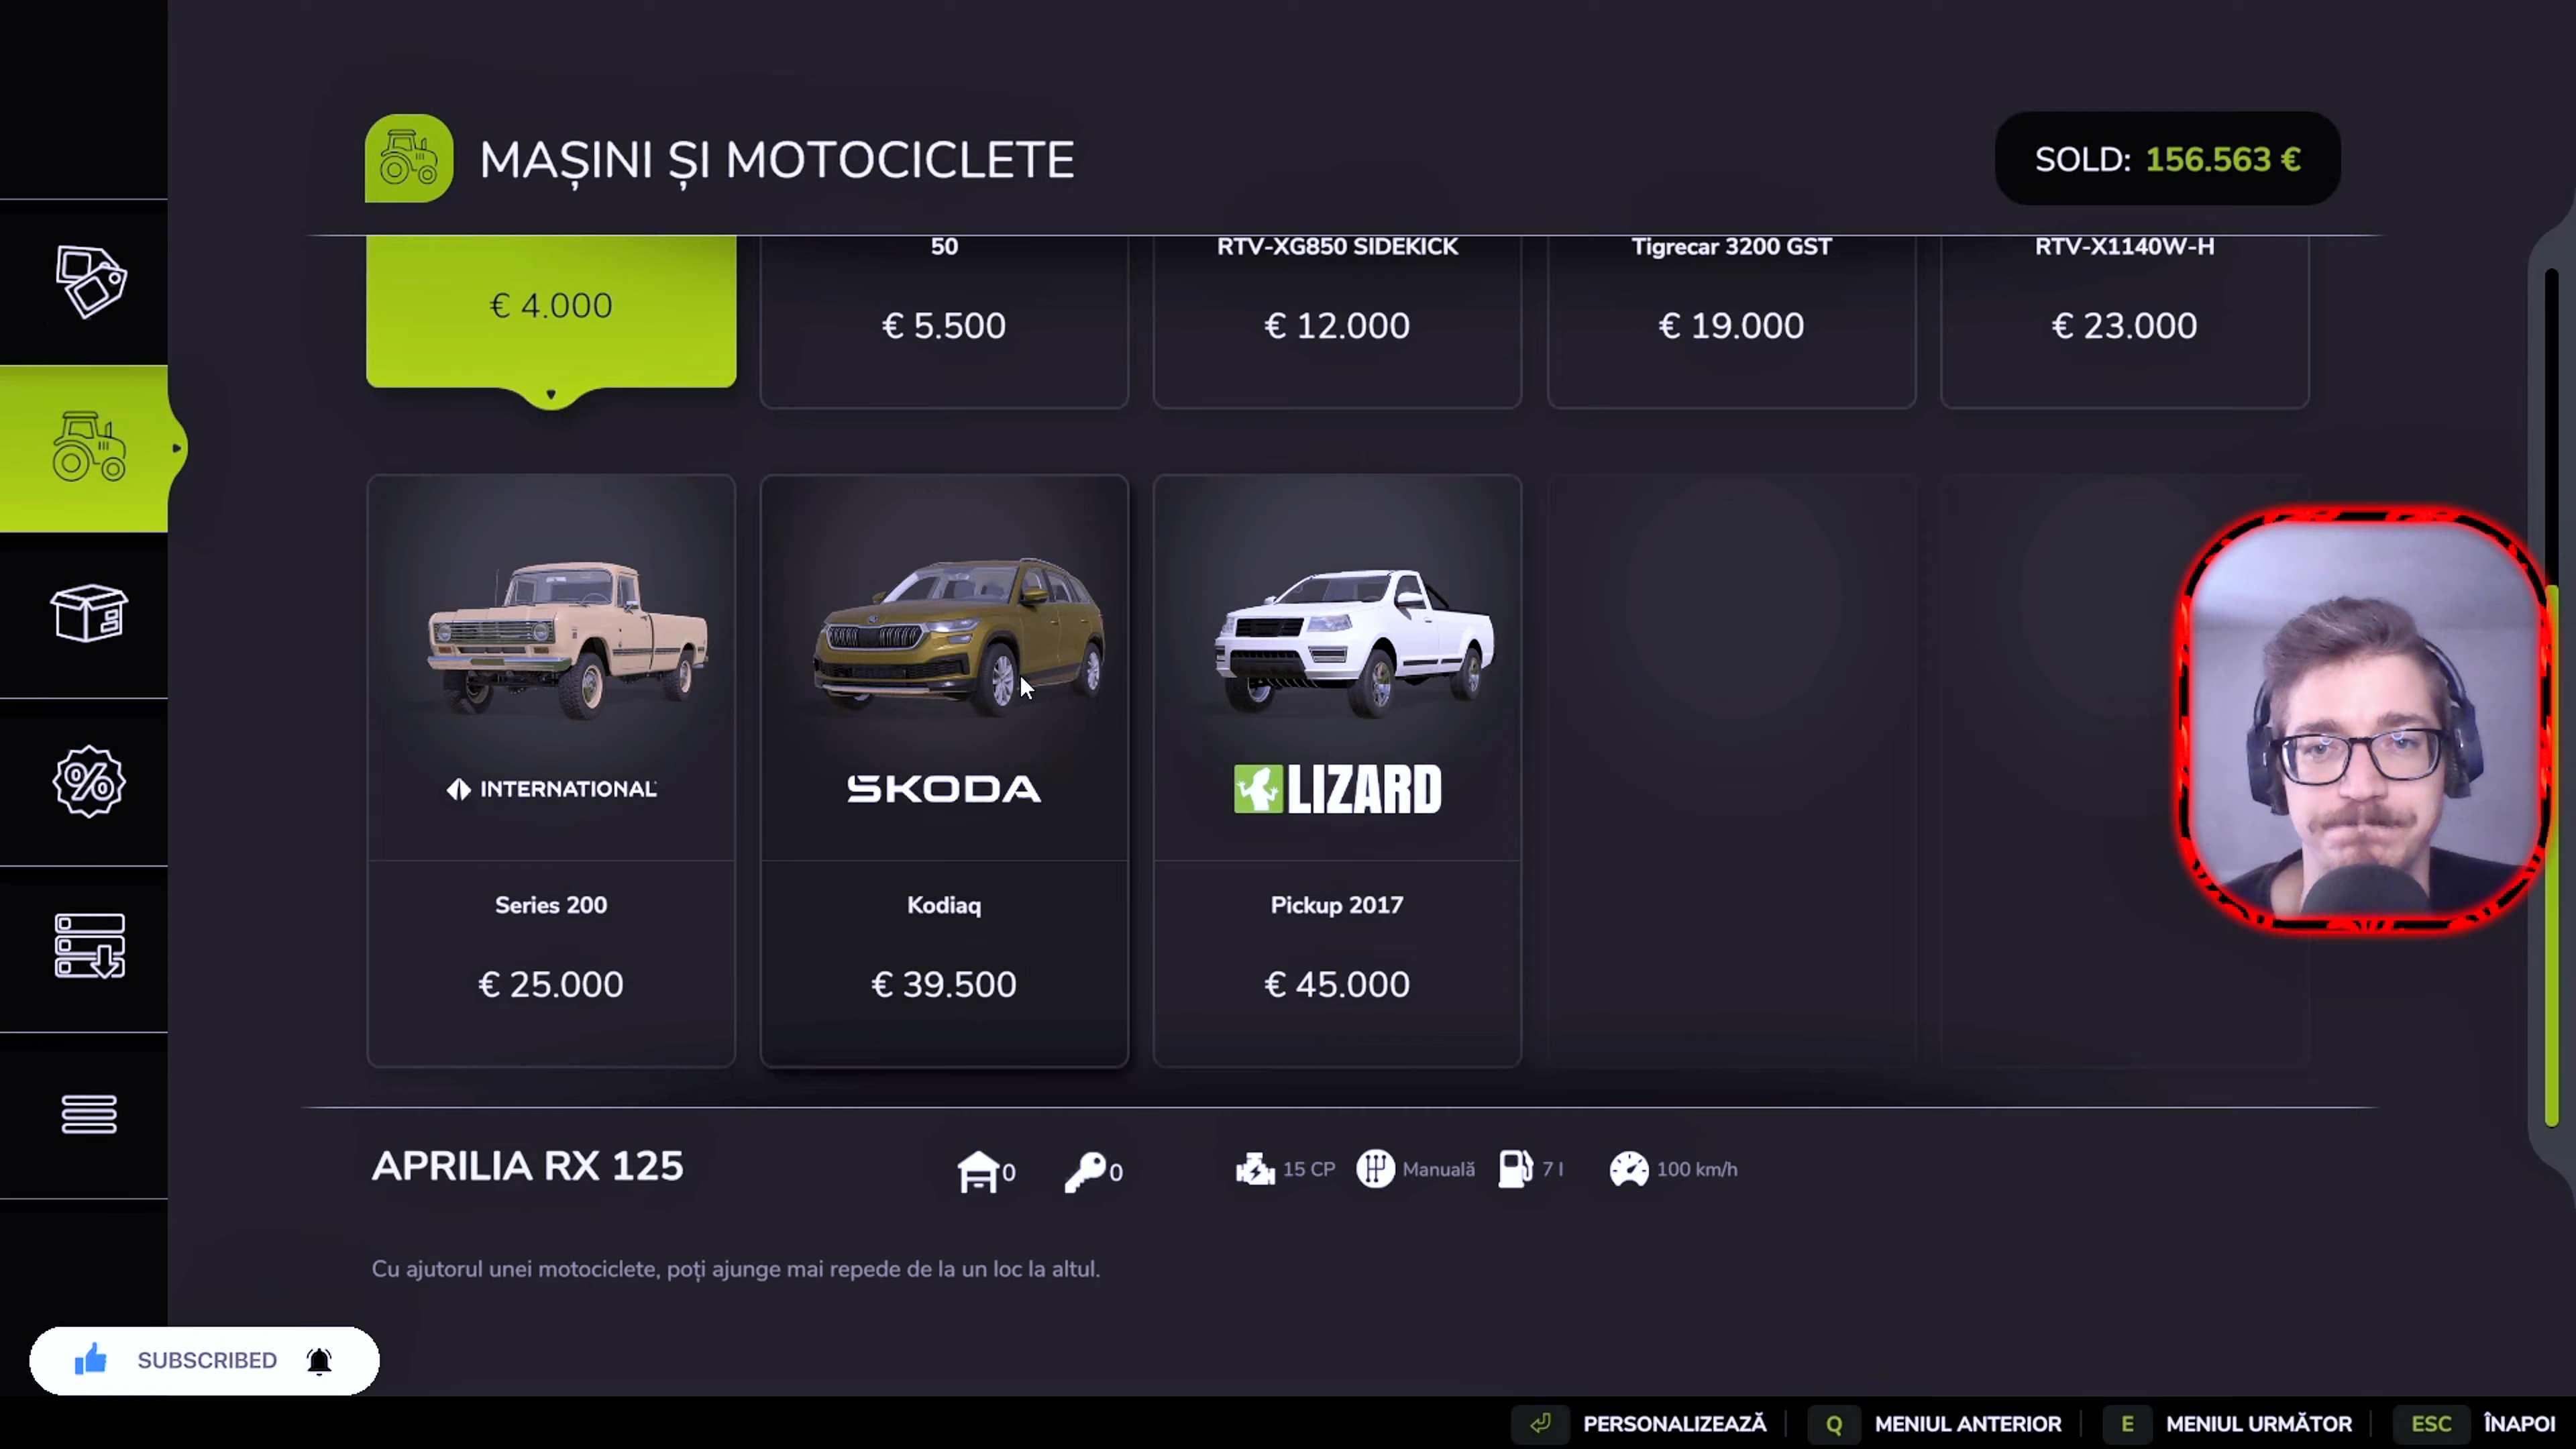 MAȘINI ȘI MOTOCICLETE
SOLD: 156.563 €
50
RTV-XG850 SIDEKICK
Tigrecar 3200 GST
RTV-X1140W-H
€ 4.000
€ 5.500
€ 12.000
€ 19.000
€ 23.000
INTERNATIONAL
ŠKODA
LIZARD
Series 200
Kodiaq
Pickup 2017
€ 25.000
€ 39.500
€ 45.000
APRILIA RX 125
0
0
15 CP
Manuală
7 l
100 km/h
Cu ajutorul unei motociclete, poți ajunge mai repede de la un loc la altul.
SUBSCRIBED
PERSONALIZEAZĂ
Q MENIUL ANTERIOR
E MENIUL URMĂTOR
ESC ÎNAPOI